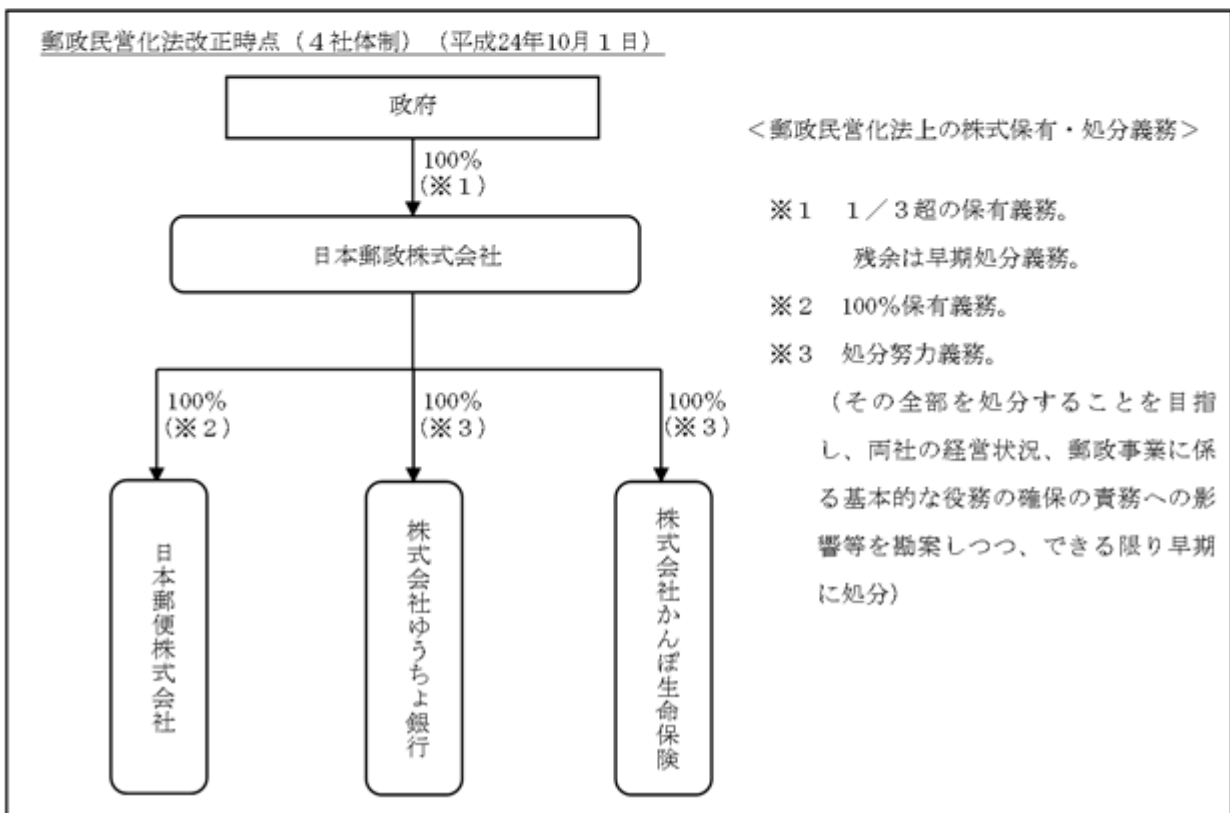 郵政民営化法改正時点（４社体制）（平成24年10月１日）
政府
100%
(※１)
日本郵政株式会社
100%
(※２)
100%
(※３)
100%
(※３)
日本郵便株式会社
株式会社ゆうちょ銀行
株式会社かんぽ生命保険
＜郵政民営化法上の株式保有・処分義務＞
※１　１／３超の保有義務。
残余は早期処分義務。
※２　100％保有義務。
※３　処分努力義務。
（その全部を処分することを目指
し、両社の経営状況、郵政事業に係
る基本的な役務の確保の責務への影
響等を勘案しつつ、できる限り早期
に処分）